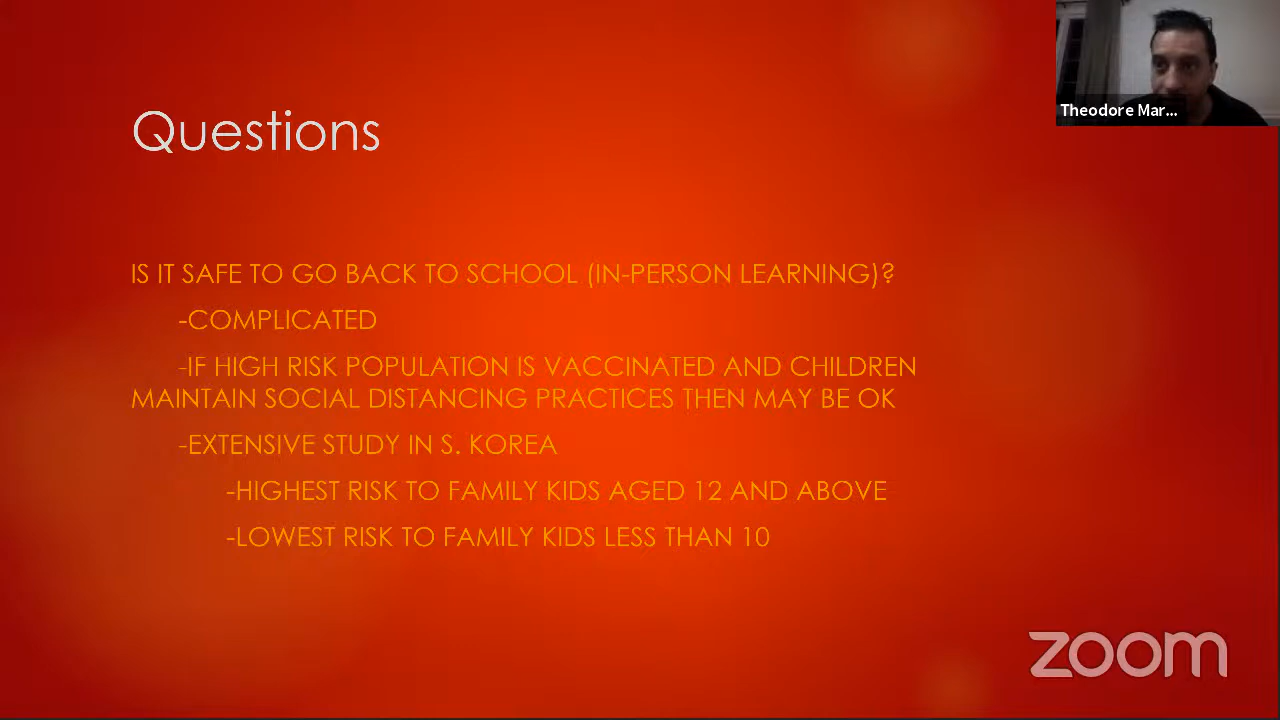 Theodore Mar...
Questions
IS IT SAFE TO GO BACK TO SCHOOL (IN-PERSON LEARNING)?
-COMPLICATED
-IF HIGH RISK POPULATION IS VACCINATED AND CHILDREN
MAINTAIN SOCIAL DISTANCING PRACTICES THEN MAY BE OK
-EXTENSIVE STUDY IN S. KOREA
-HIGHEST RISK TO FAMILY KIDS AGED 12 AND ABOVE
-LOWEST RISK TO FAMILY KIDS LESS THAN 10
zoom